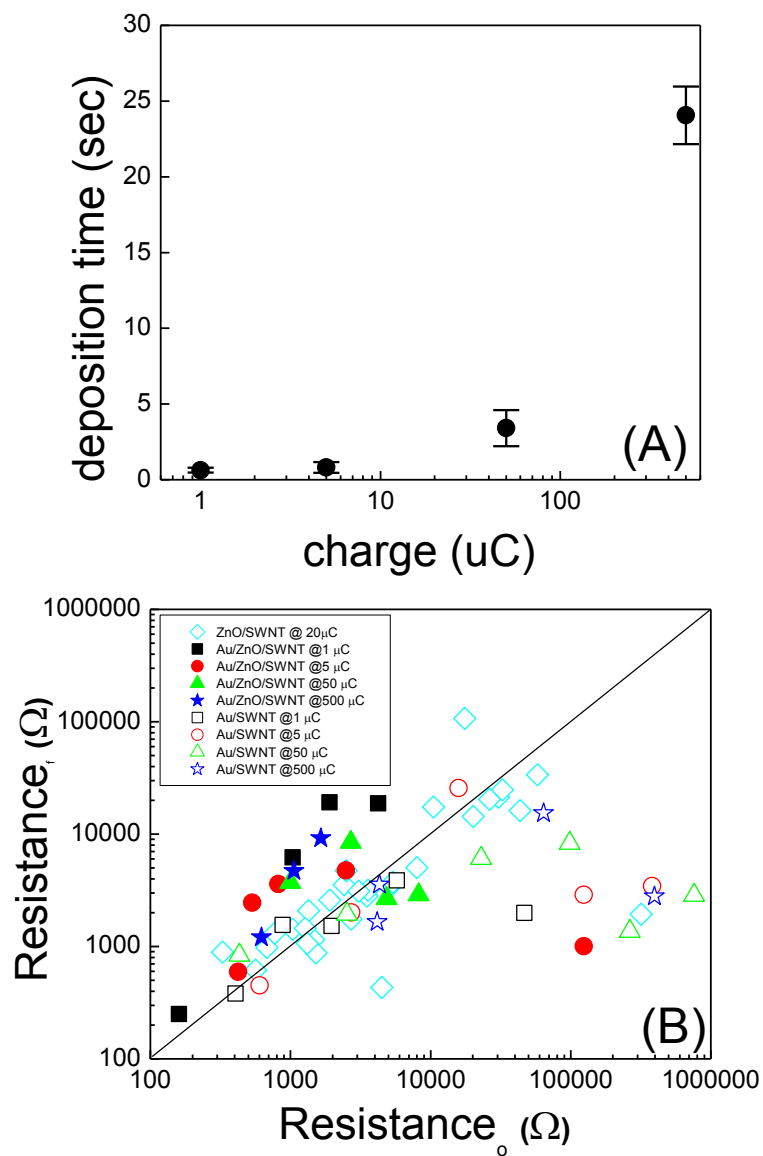 30
25
20
15
10
5
0
deposition time (sec)
1 10 100
charge (uC)
(A)
1000000
100000
10000
1000
100
Resistance_f (Ω)
ZnO/SWNT @ 20μC
Au/ZnO/SWNT @1 μC
Au/ZnO/SWNT @5 μC
Au/ZnO/SWNT @50 μC
Au/ZnO/SWNT @500 μC
Au/SWNT @1 μC
Au/SWNT @5 μC
Au/SWNT @50 μC
Au/SWNT @500 μC
(B)
100 1000 10000 100000 1000000
Resistance_o (Ω)